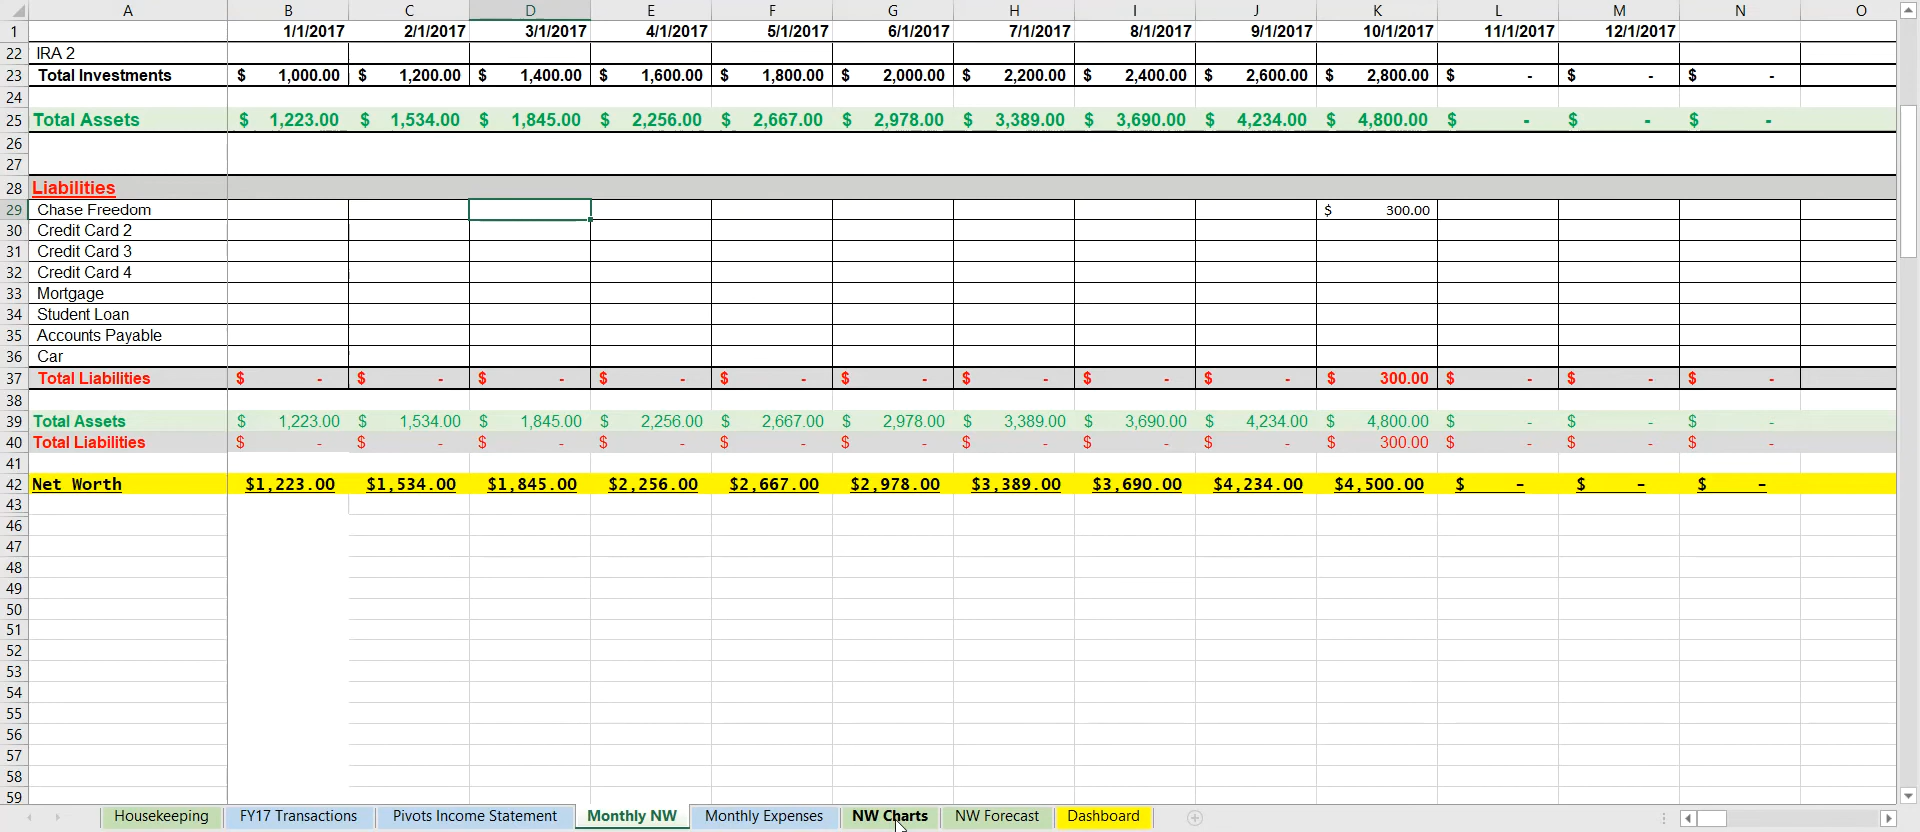 A B C D E F G H I J K L M N O
1 1/1/2017 2/1/2017 3/1/2017 4/1/2017 5/1/2017 6/1/2017 7/1/2017 8/1/2017 9/1/2017 10/1/2017 11/1/2017 12/1/2017
22 IRA 2
23 Total Investments $ 1,000.00 $ 1,200.00 $ 1,400.00 $ 1,600.00 $ 1,800.00 $ 2,000.00 $ 2,200.00 $ 2,400.00 $ 2,600.00 $ 2,800.00 $ - $ - $ -
24
25 Total Assets $ 1,223.00 $ 1,534.00 $ 1,845.00 $ 2,256.00 $ 2,667.00 $ 2,978.00 $ 3,389.00 $ 3,690.00 $ 4,234.00 $ 4,800.00 $ - $ - $ -
26
27
28 Liabilities
29 Chase Freedom $ 300.00
30 Credit Card 2
31 Credit Card 3
32 Credit Card 4
33 Mortgage
34 Student Loan
35 Accounts Payable
36 Car
37 Total Liabilities $ - $ - $ - $ - $ - $ - $ - $ - $ - $ 300.00 $ - $ - $ -
38
39 Total Assets $ 1,223.00 $ 1,534.00 $ 1,845.00 $ 2,256.00 $ 2,667.00 $ 2,978.00 $ 3,389.00 $ 3,690.00 $ 4,234.00 $ 4,800.00 $ - $ - $ -
40 Total Liabilities $ - $ - $ - $ - $ - $ - $ - $ - $ - $ 300.00 $ - $ - $ -
41
42 Net Worth $1,223.00 $1,534.00 $1,845.00 $2,256.00 $2,667.00 $2,978.00 $3,389.00 $3,690.00 $4,234.00 $4,500.00 $ - $ - $ -
43
46
47
48
49
50
51
52
53
54
55
56
57
58
59
Housekeeping FY17 Transactions Pivots Income Statement Monthly NW Monthly Expenses NW Charts NW Forecast Dashboard